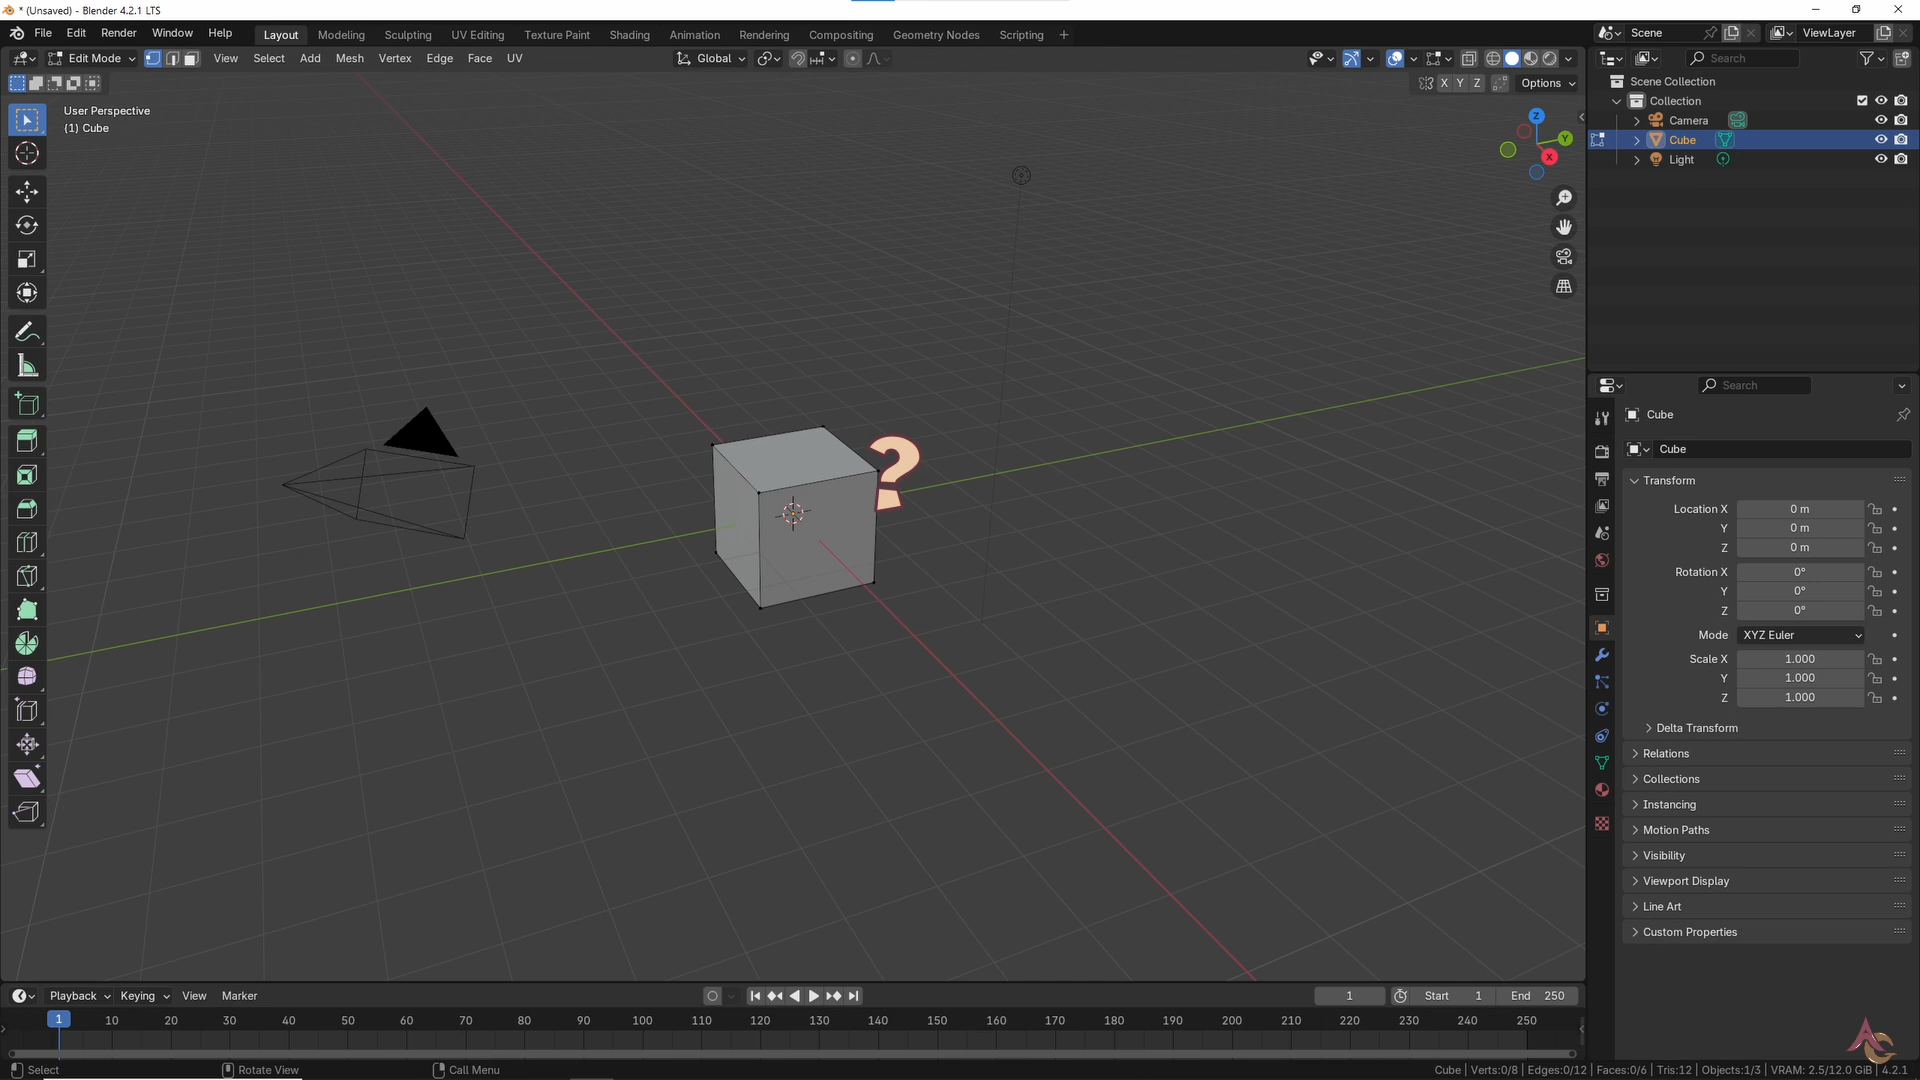 * (Unsaved) - Blender 4.2.1 LTS
File Edit Render Window Help Layout Modeling Sculpting UV Editing Texture Paint Shading Animation Rendering Compositing Geometry Nodes Scripting + Scene ViewLayer
Edit Mode View Select Add Mesh Vertex Edge Face UV Global Search
X Y Z Options
User Perspective
(1) Cube
Z
Y
X
?
Scene Collection
Collection
Camera
Cube
Light
Search
Cube
Cube
Transform
Location X 0 m
Y 0 m
Z 0 m
Rotation X 0°
Y 0°
Z 0°
Mode XYZ Euler
Scale X 1.000
Y 1.000
Z 1.000
Delta Transform
Relations
Collections
Instancing
Motion Paths
Visibility
Viewport Display
Line Art
Custom Properties
Playback Keying View Marker 1 Start 1 End 250
1 10 20 30 40 50 60 70 80 90 100 110 120 130 140 150 160 170 180 190 200 210 220 230 240 250
Select Rotate View Call Menu Cube | Verts:0/8 | Edges:0/12 | Faces:0/6 | Tris:12 | Objects:1/3 | VRAM: 2.5/12.0 GiB | 4.2.1